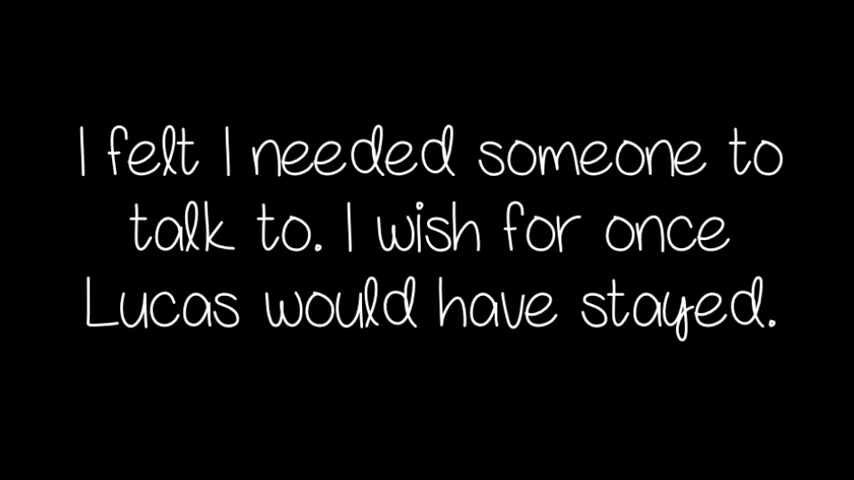 I felt I needed someone to
talk to. I wish for once
Lucas would have stayed.